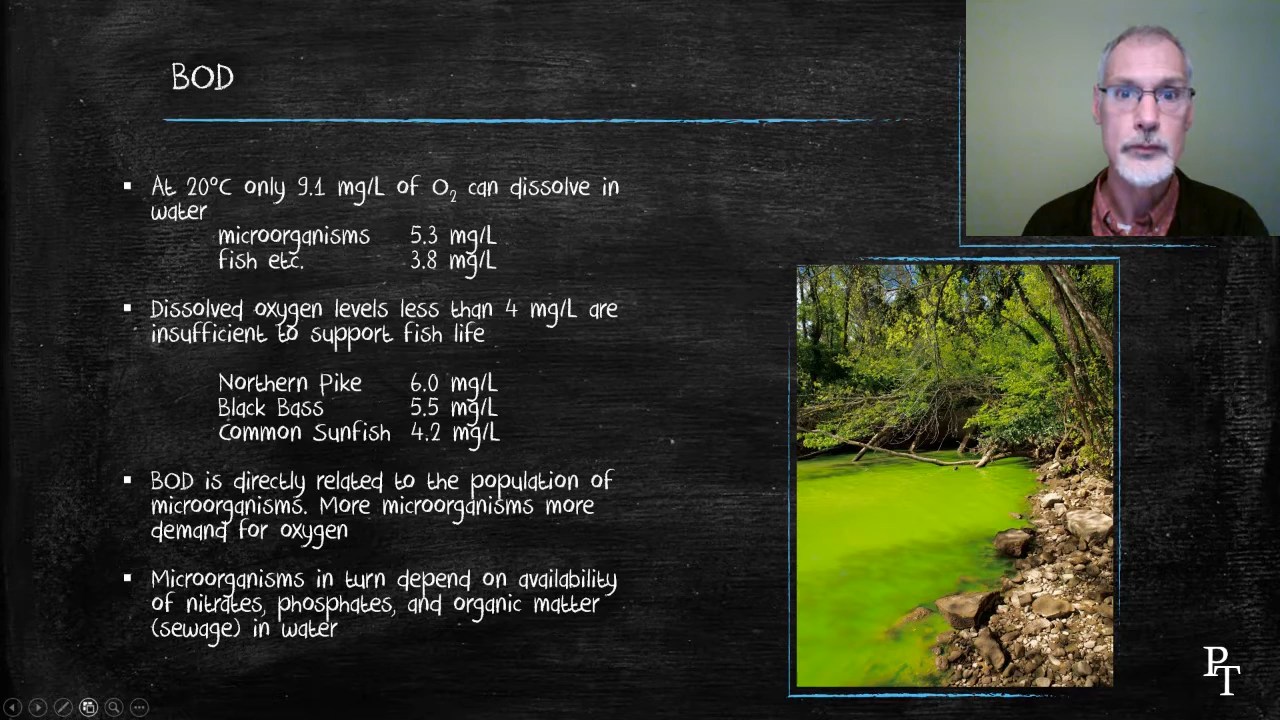 BOD
▪ At 20°C only 9.1 mg/L of O₂ can dissolve in
water
microorganisms 5.3 mg/L
fish etc. 3.8 mg/L
▪ Dissolved oxygen levels less than 4 mg/L are
insufficient to support fish life
Northern Pike 6.0 mg/L
Black Bass 5.5 mg/L
Common Sunfish 4.2 mg/L
▪ BOD is directly related to the population of
microorganisms. More microorganisms more
demand for oxygen
▪ Microorganisms in turn depend on availability
of nitrates, phosphates, and organic matter
(sewage) in water
PT